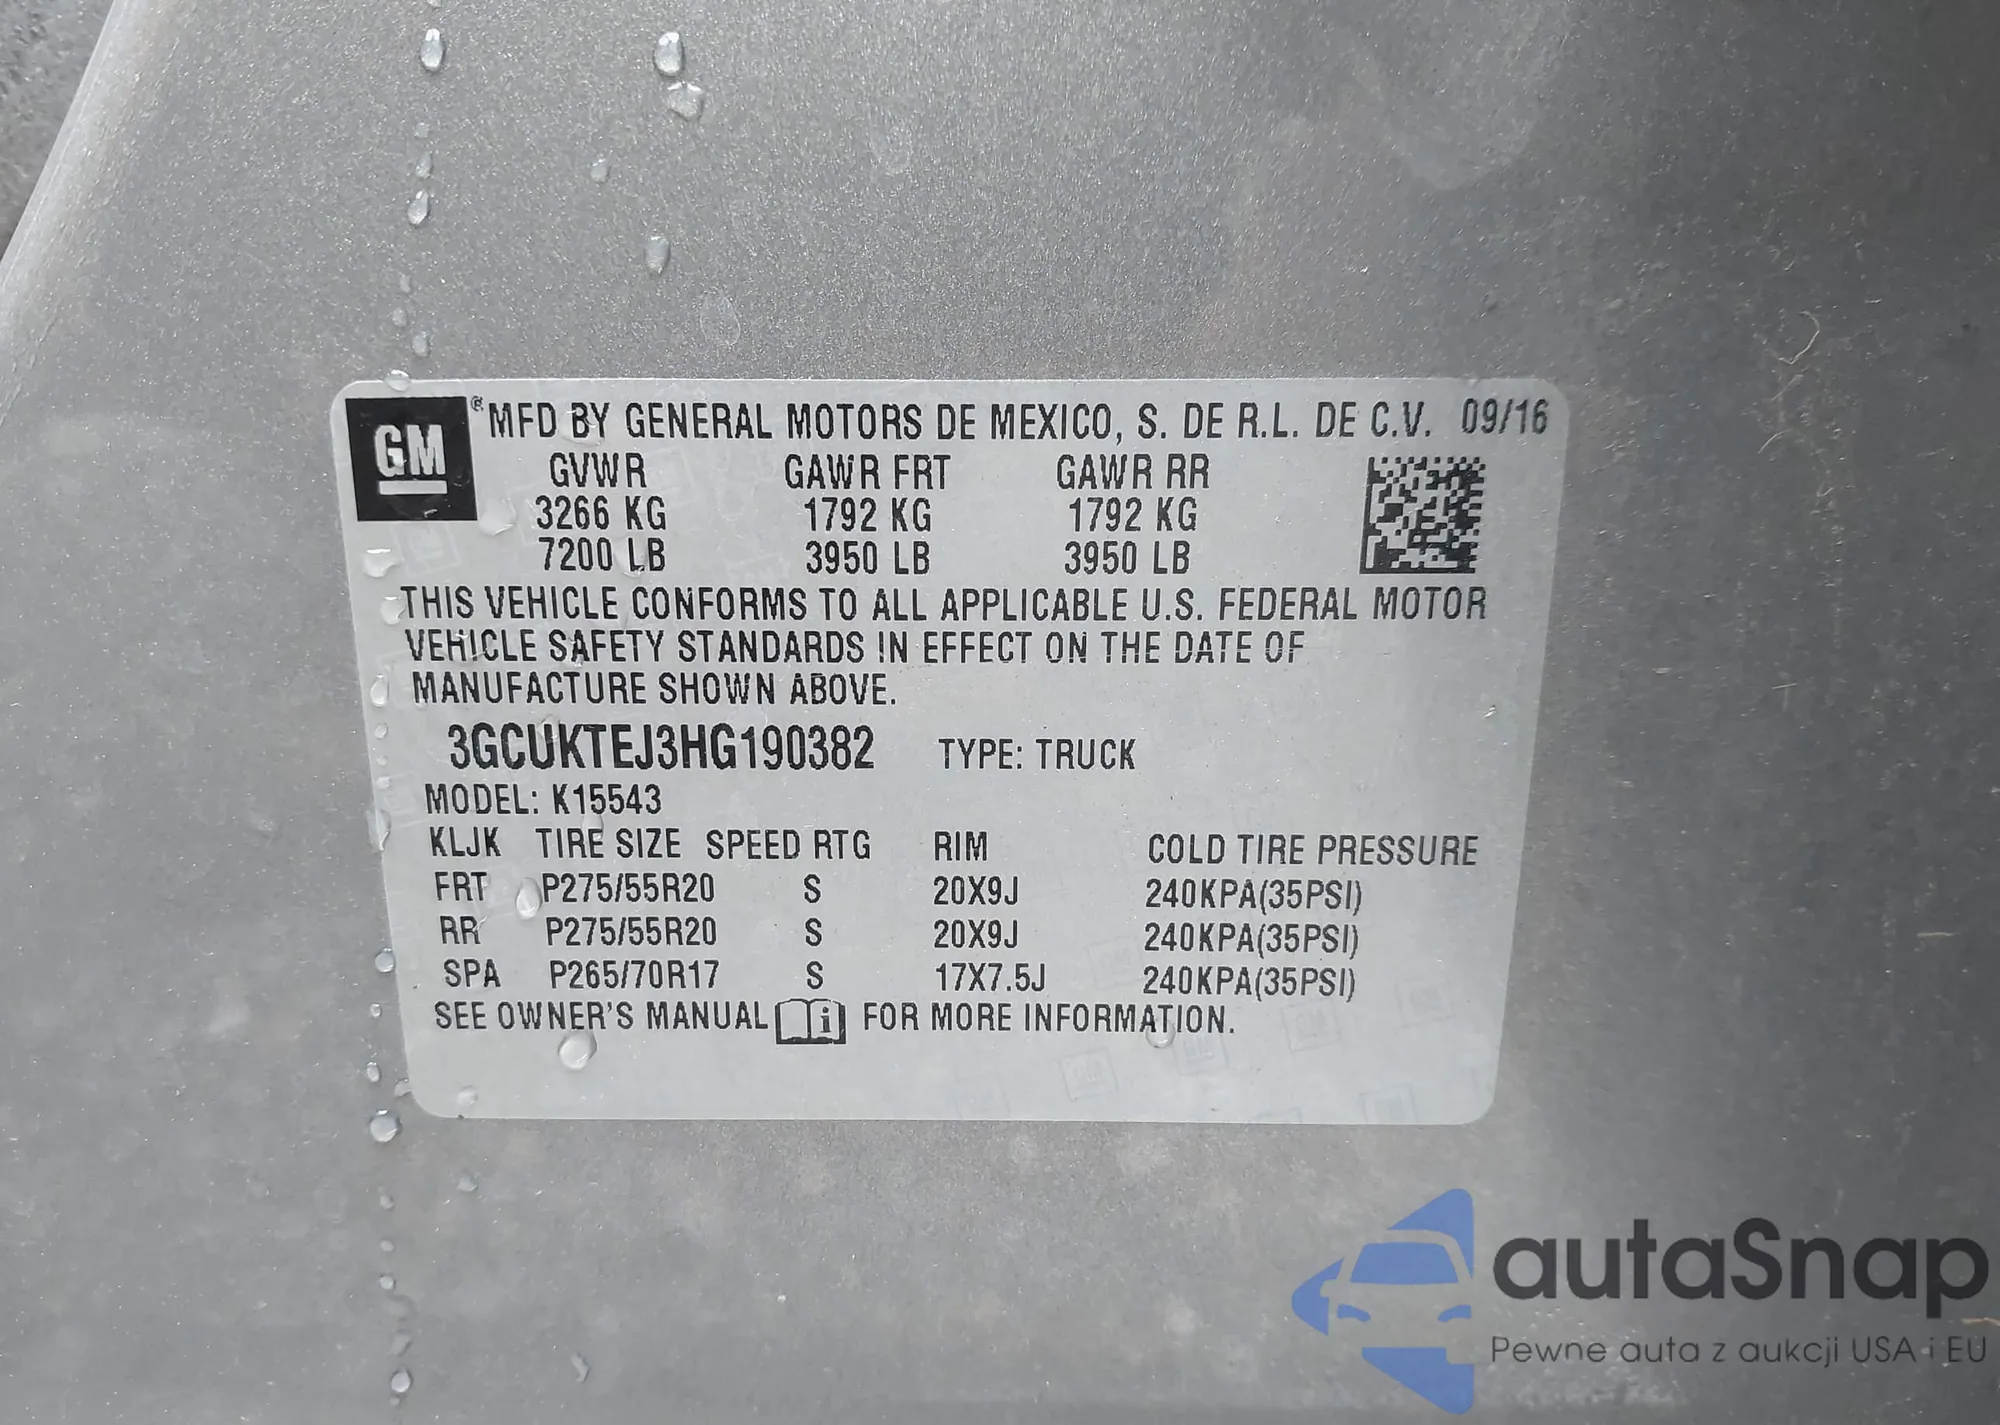 GM ® MFD BY GENERAL MOTORS DE MEXICO, S. DE R.L. DE C.V. 09/16
GVWR GAWR FRT GAWR RR
3266 KG 1792 KG 1792 KG
7200 LB 3950 LB 3950 LB
THIS VEHICLE CONFORMS TO ALL APPLICABLE U.S. FEDERAL MOTOR
VEHICLE SAFETY STANDARDS IN EFFECT ON THE DATE OF
MANUFACTURE SHOWN ABOVE.
3GCUKTEJ3HG190382 TYPE: TRUCK
MODEL: K15543
KLJK TIRE SIZE SPEED RTG RIM COLD TIRE PRESSURE
FRT P275/55R20 S 20X9J 240KPA(35PSI)
RR P275/55R20 S 20X9J 240KPA(35PSI)
SPA P265/70R17 S 17X7.5J 240KPA(35PSI)
SEE OWNER'S MANUAL i FOR MORE INFORMATION.
autaSnap
Pewne auta z aukcji USA i EU